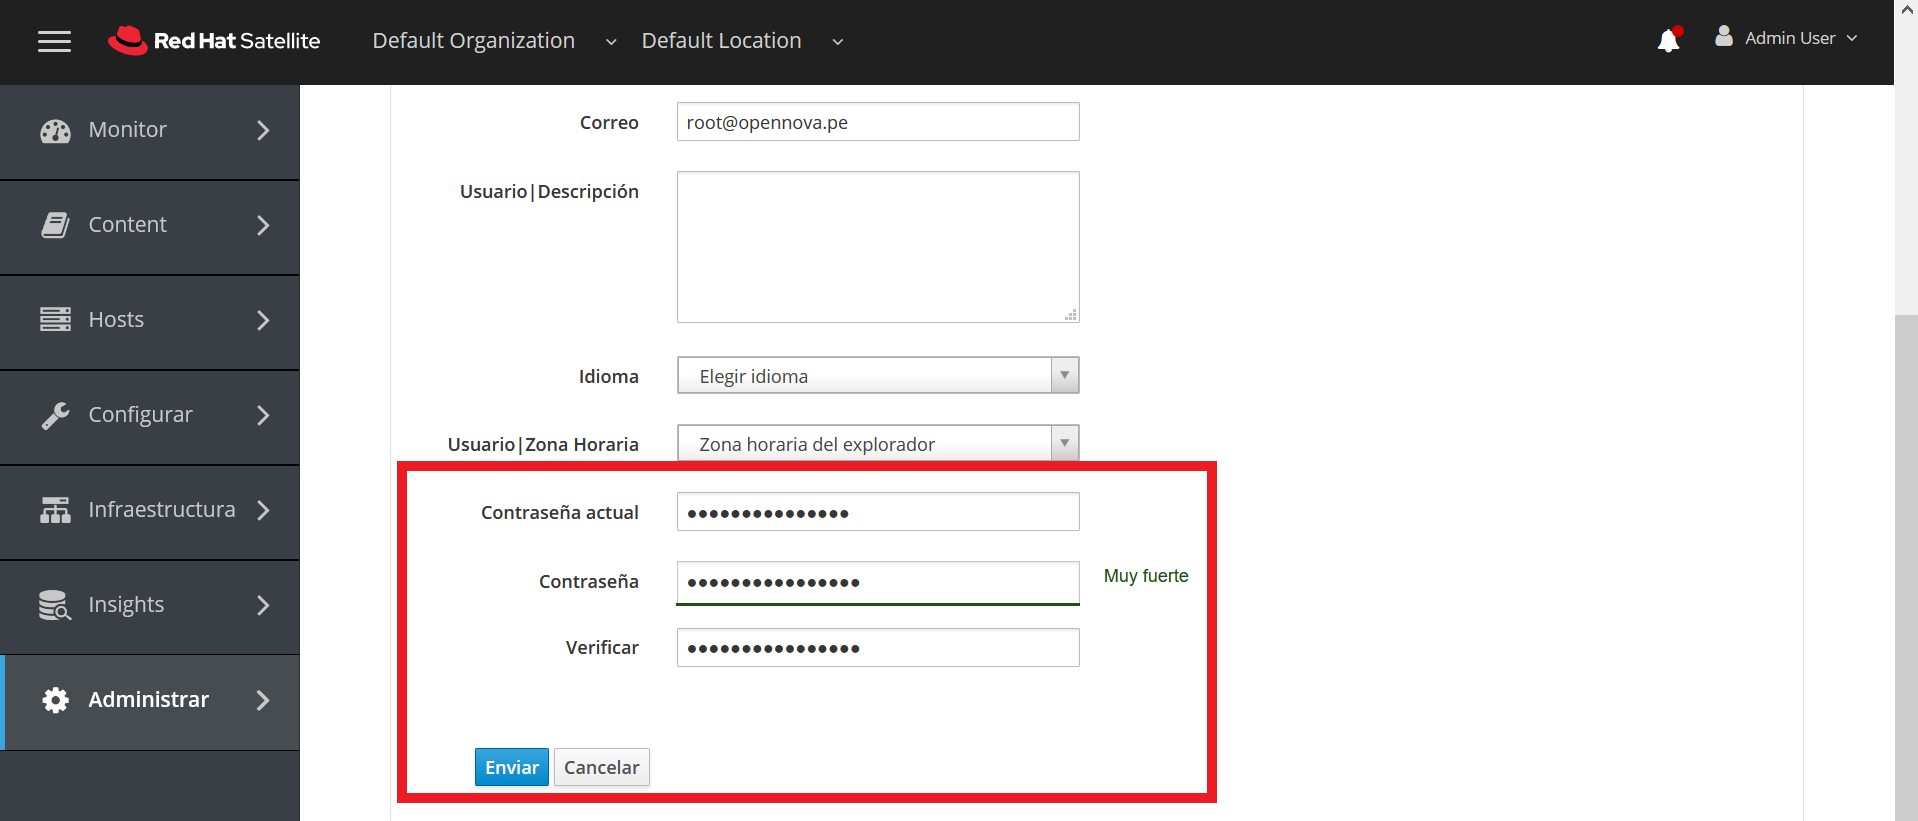 Red Hat Satellite
Default Organization
Default Location
Admin User
Monitor
Content
Hosts
Configurar
Infraestructura
Insights
Administrar
Correo
root@opennova.pe
Usuario|Descripción
Idioma
Elegir idioma
Usuario|Zona Horaria
Zona horaria del explorador
Contraseña actual
•••••••••••••••
Contraseña
••••••••••••••••
Muy fuerte
Verificar
••••••••••••••••
Enviar
Cancelar